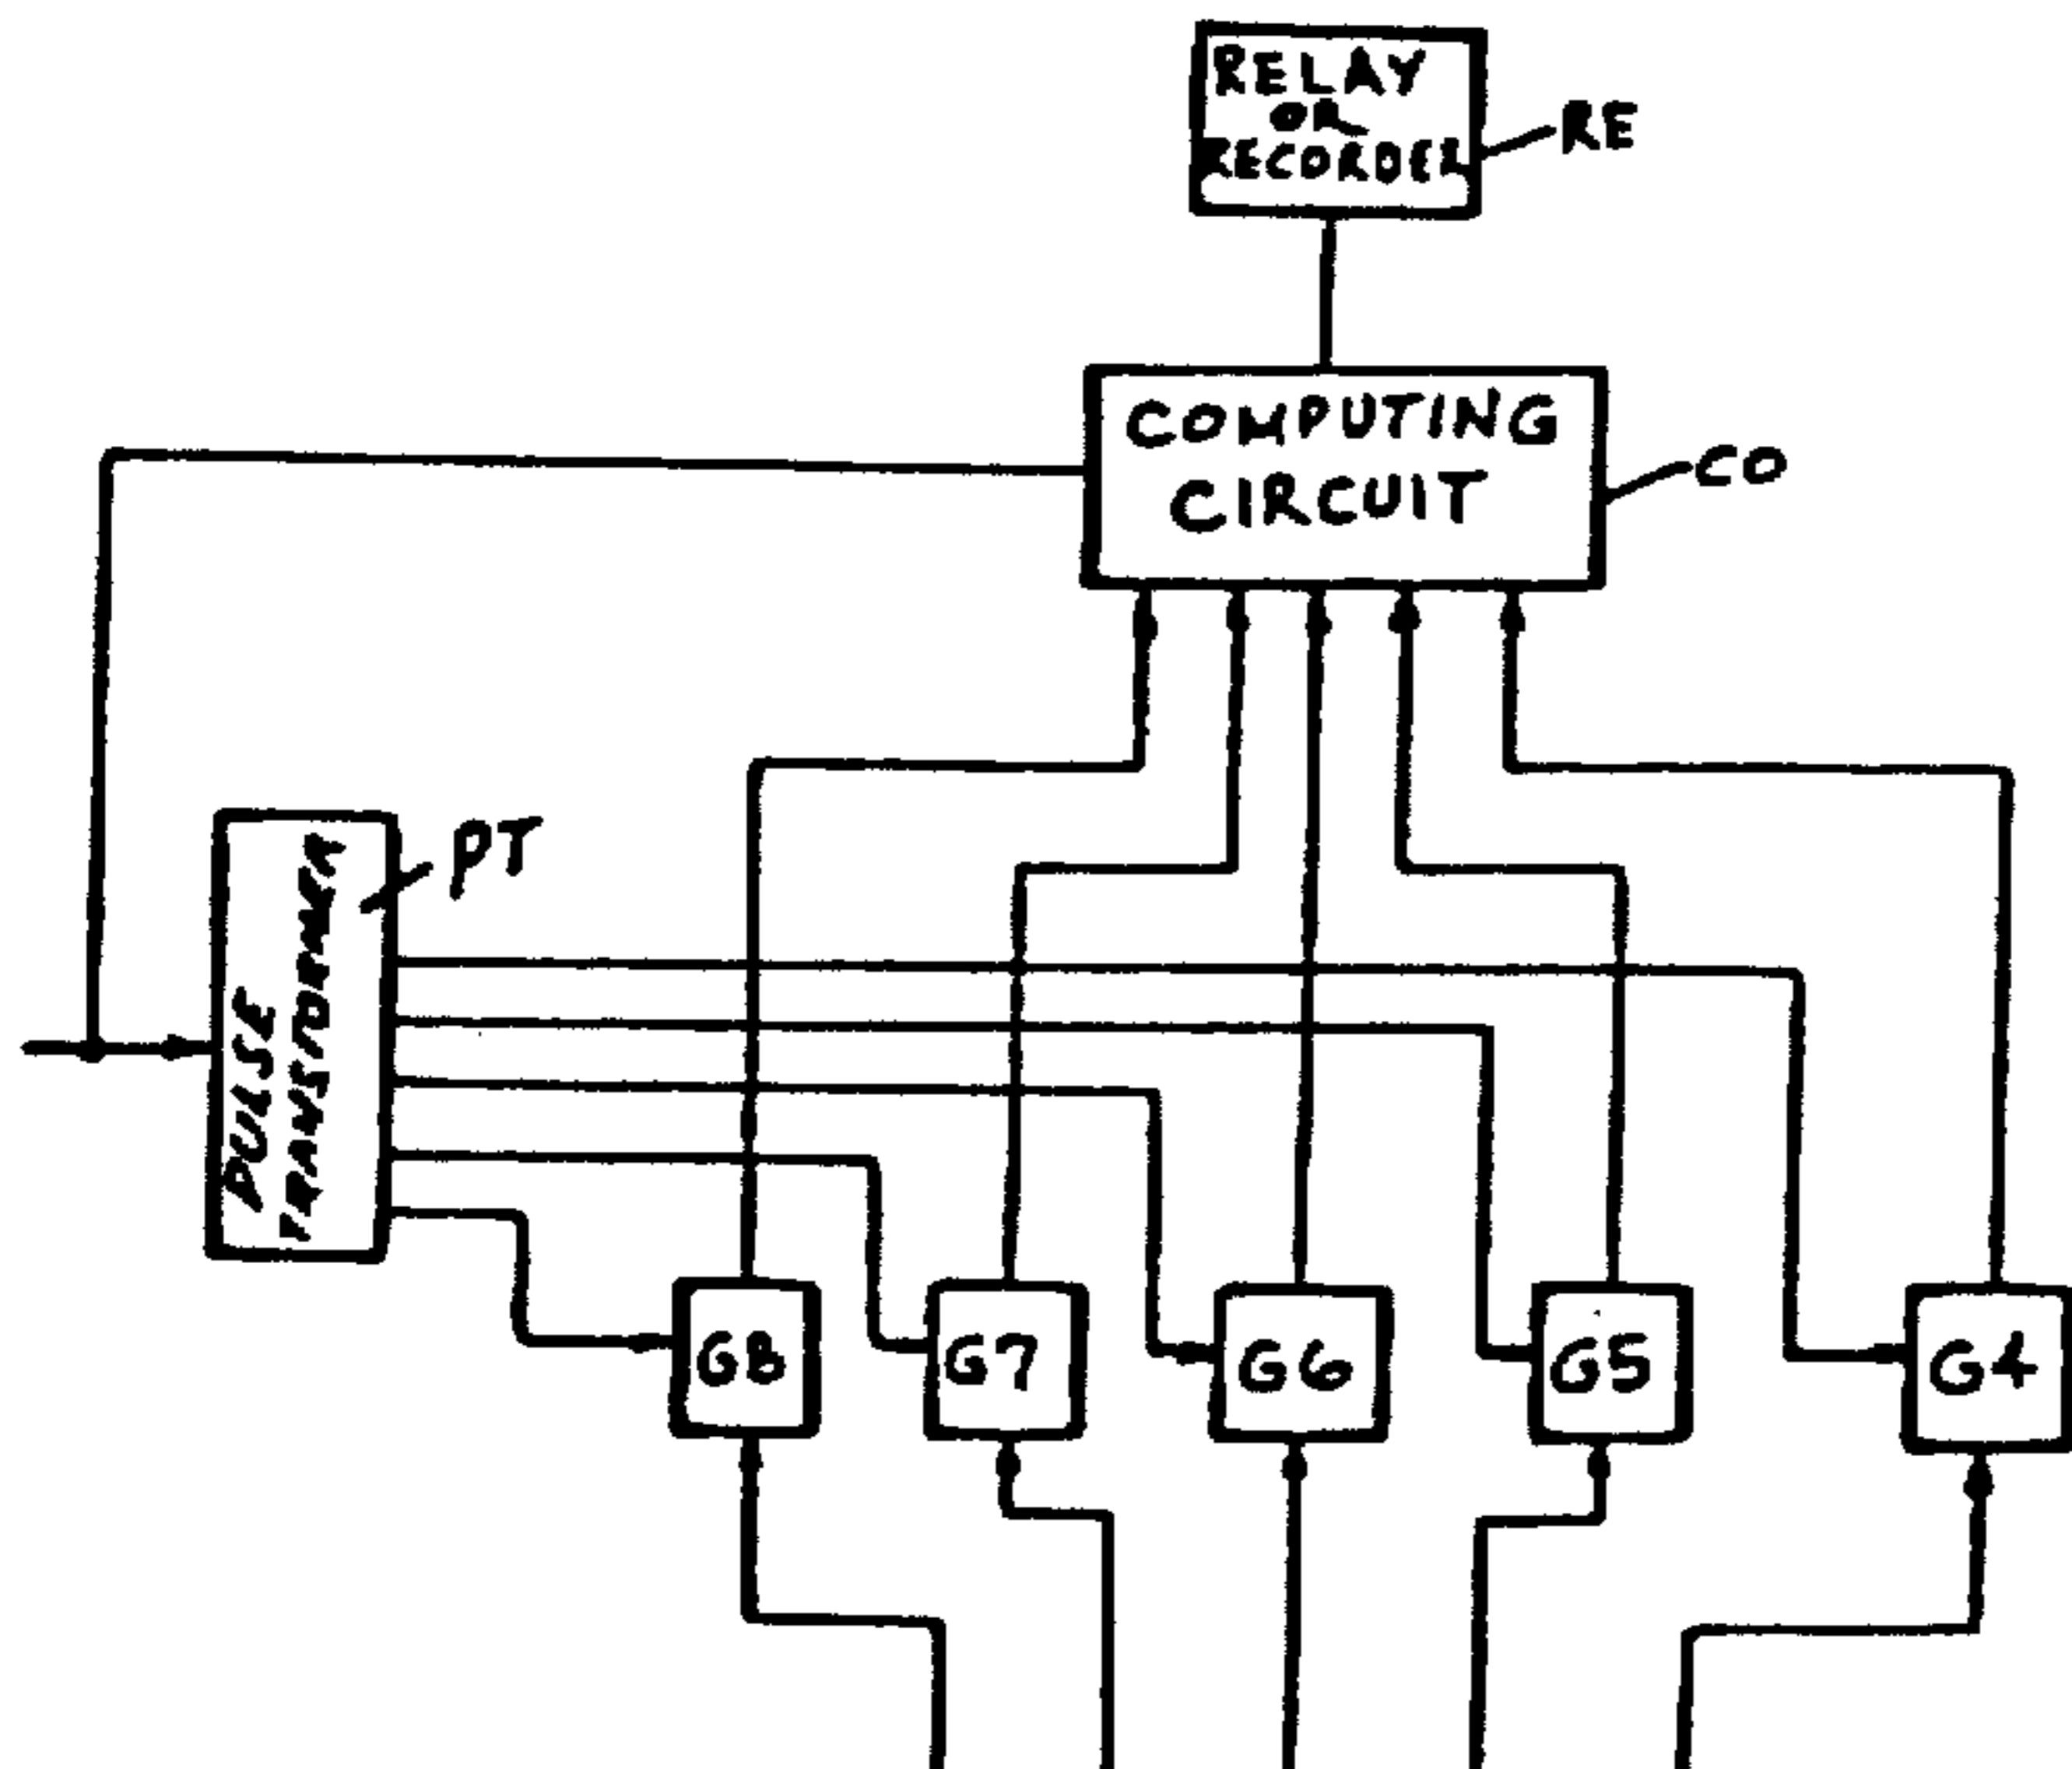 RELAY
OR
RECORDER
RE
COMPUTING
CIRCUIT
CO
PT
PULSE
TRANSFORMER
G8
G7
G6
G5
G4